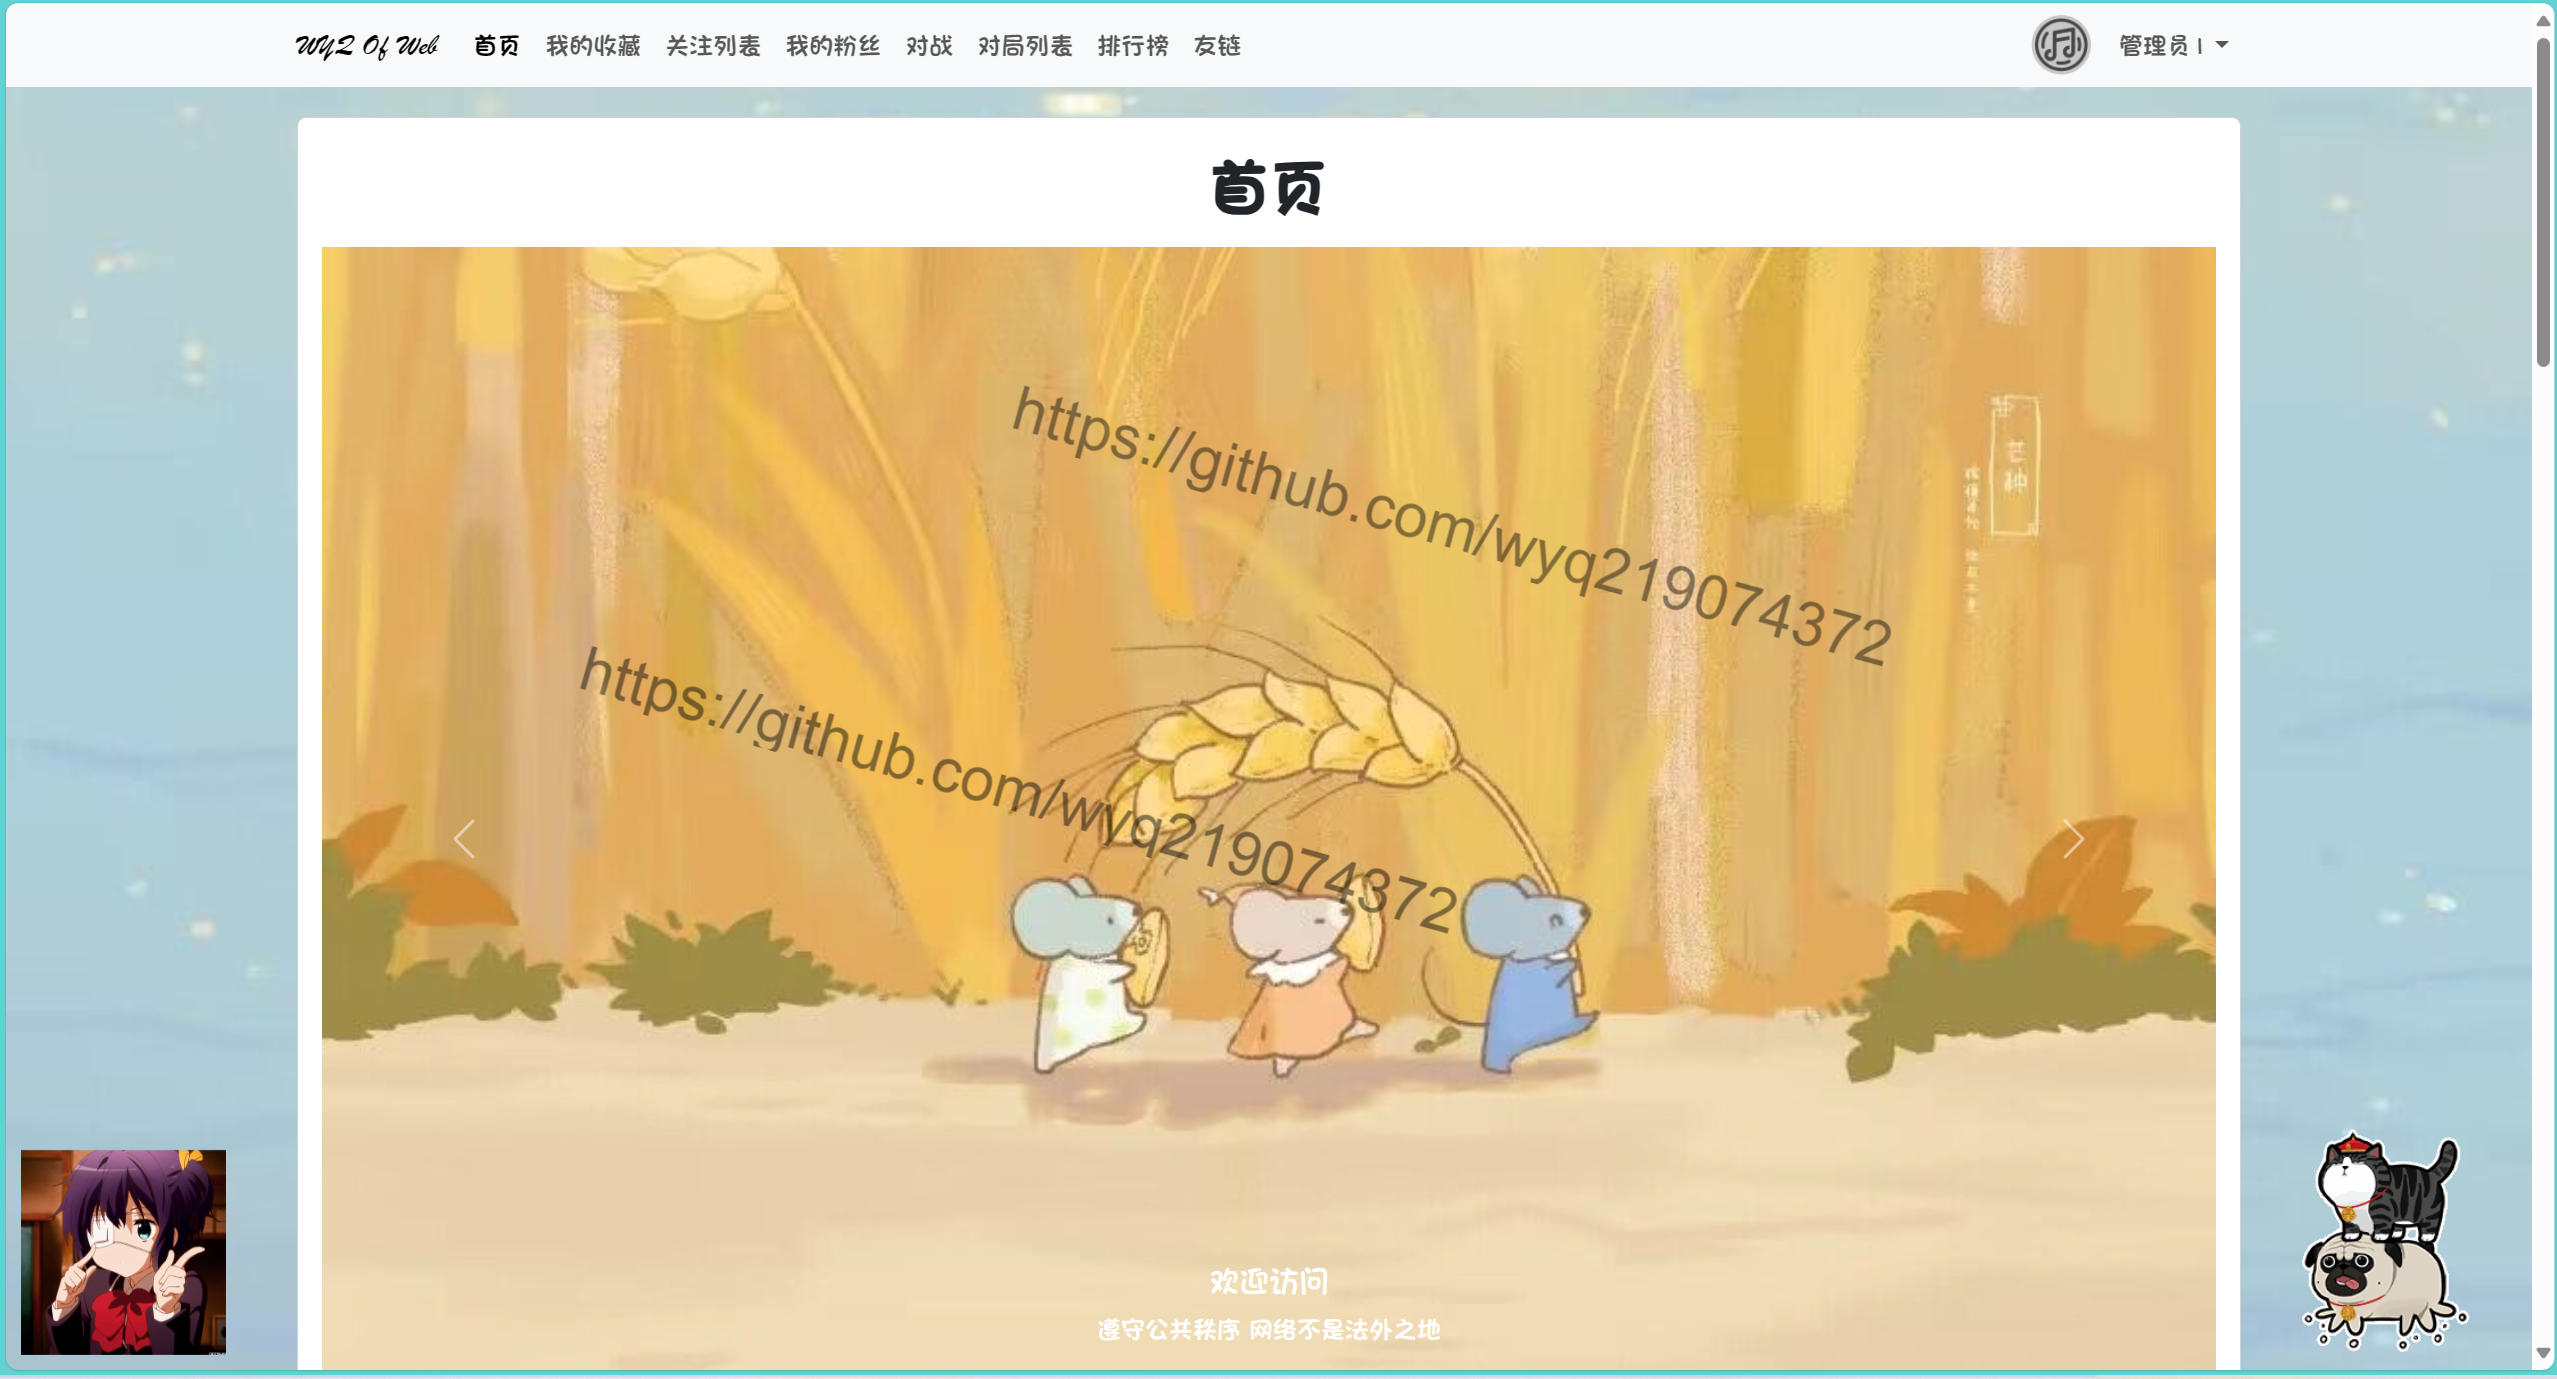 WYQ Of Web 首页 我的收藏 关注列表 我的粉丝 对战 对局列表 排行榜 友链 管理员1
首页
https://github.com/wyq219074372
芒种
https://github.com/wyq219074372
欢迎访问
遵守公共秩序 网络不是法外之地